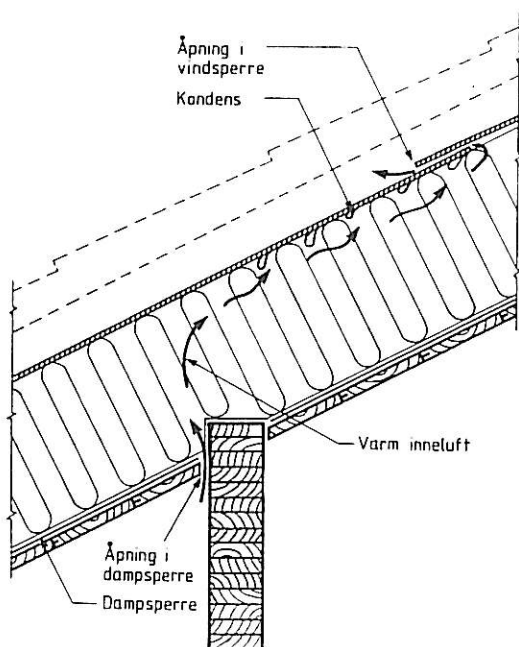 Åpning i
vindsperre
Kondens
Varm inneluft
Åpning i
dampsperre
Dampsperre